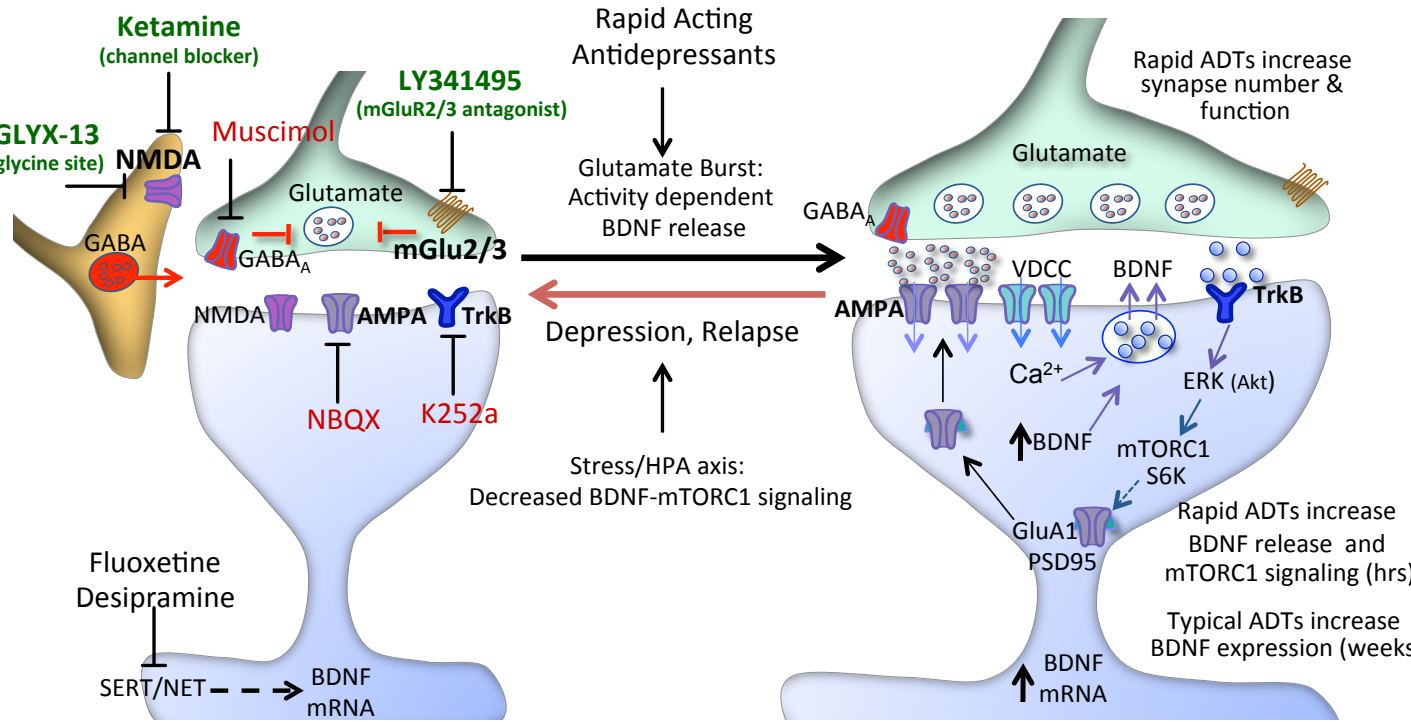 Ketamine
(channel blocker)
GLYX-13
glycine site)
NMDA
GABA
Muscimol
LY341495
(mGluR2/3 antagonist)
Glutamate
GABAA
mGlu2/3
NMDA
AMPA
TrkB
NBQX
K252a
Fluoxetine
Desipramine
SERT/NET
BDNF
mRNA
Rapid Acting
Antidepressants
Glutamate Burst:
Activity dependent
BDNF release
Depression, Relapse
Stress/HPA axis:
Decreased BDNF-mTORC1 signaling
Rapid ADTs increase
synapse number &
function
Glutamate
GABAA
VDCC
BDNF
AMPA
TrkB
Ca2+
ERK (Akt)
BDNF
mTORC1
S6K
GluA1
PSD95
Rapid ADTs increase
BDNF release and
mTORC1 signaling (hrs)
Typical ADTs increase
BDNF expression (weeks
BDNF
mRNA